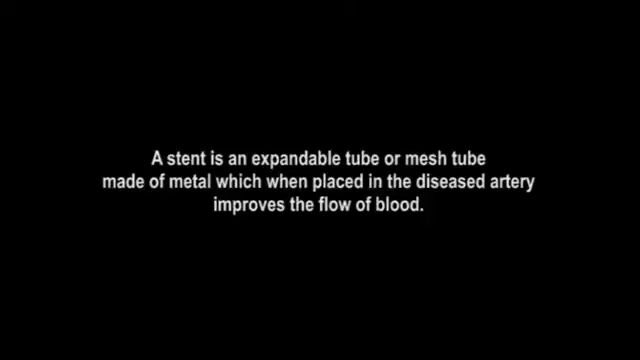 A stent is an expandable tube or mesh tube
made of metal which when placed in the diseased artery
improves the flow of blood.